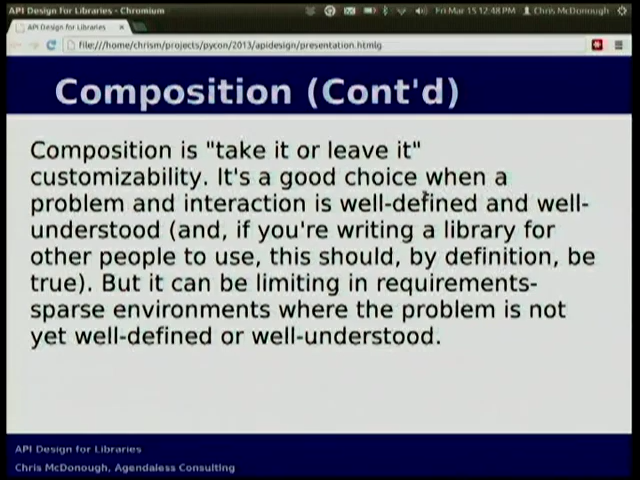 API Design for Libraries - Chromium
Fri Mar 15 12:48 PM Chris McDonough
API Design for Libraries
file:///home/chrism/projects/pycon/2013/apidesign/presentation.html
Composition (Cont'd)
Composition is "take it or leave it"
customizability. It's a good choice when a
problem and interaction is well-defined and well-
understood (and, if you're writing a library for
other people to use, this should, by definition, be
true). But it can be limiting in requirements-
sparse environments where the problem is not
yet well-defined or well-understood.
API Design for Libraries
Chris McDonough, Agendaless Consulting